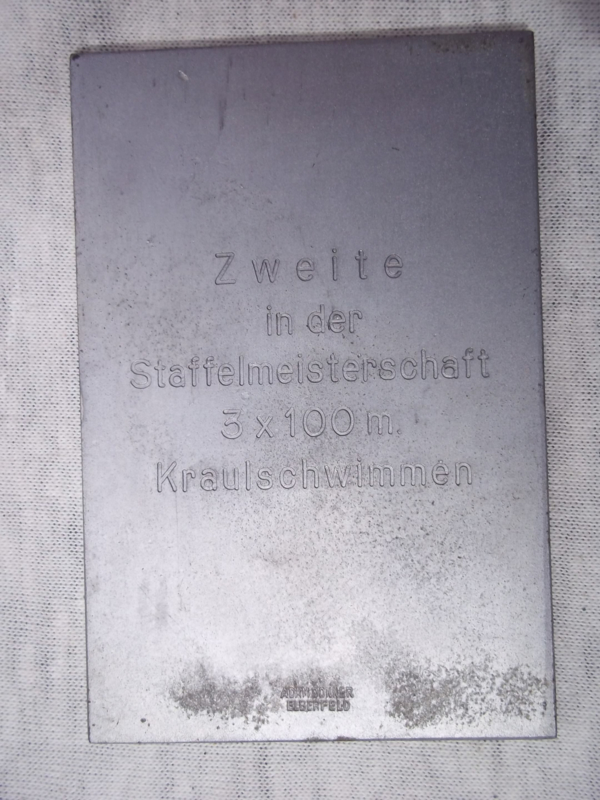 Zweite
in der
Staffelmeisterschaft
3 x 100 m.
Kraulschwimmen
ELBERFELD